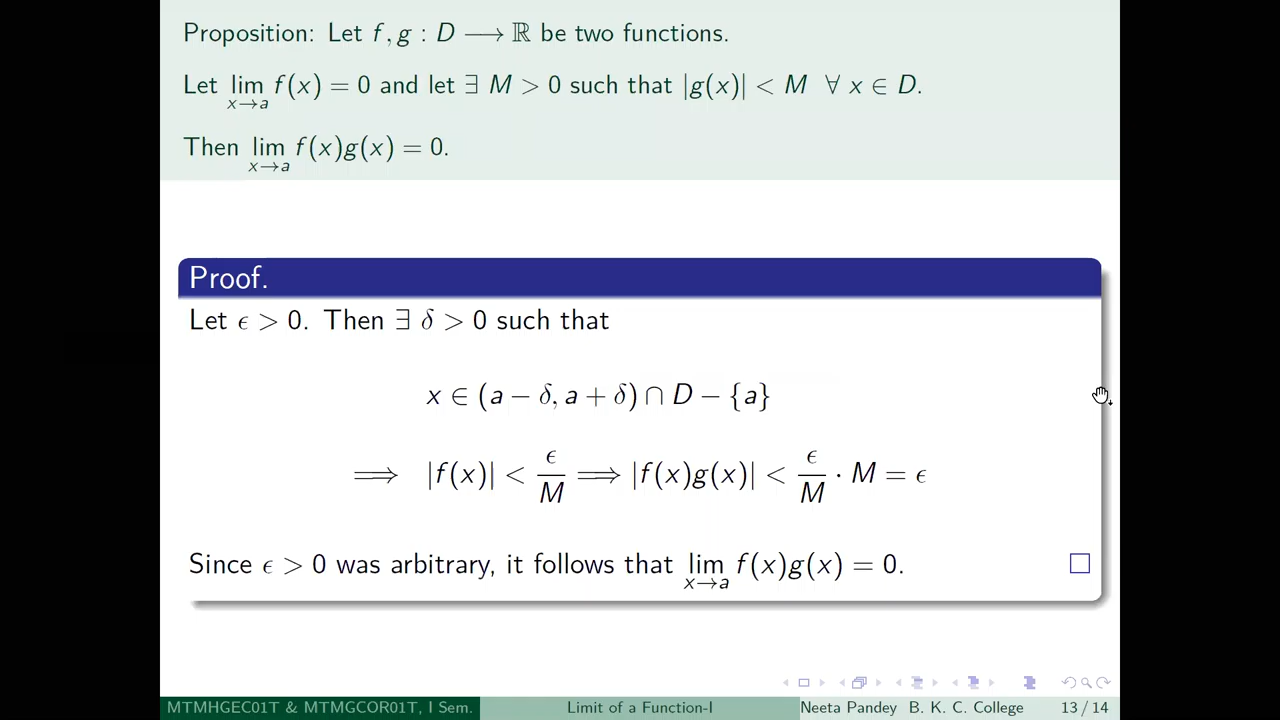 Proposition: Let f, g : D ⟶ ℝ be two functions.
Let lim_{x→a} f(x) = 0 and let ∃ M > 0 such that |g(x)| < M ∀ x ∈ D.
Then lim_{x→a} f(x)g(x) = 0.
Proof.
Let ϵ > 0. Then ∃ δ > 0 such that
x ∈ (a − δ, a + δ) ∩ D − {a}
⟹ |f(x)| < ϵ/M ⟹ |f(x)g(x)| < ϵ/M · M = ϵ
Since ϵ > 0 was arbitrary, it follows that lim_{x→a} f(x)g(x) = 0. □
MTMHGEC01T & MTMGCOR01T, I Sem. Limit of a Function-I Neeta Pandey B. K. C. College 13 / 14